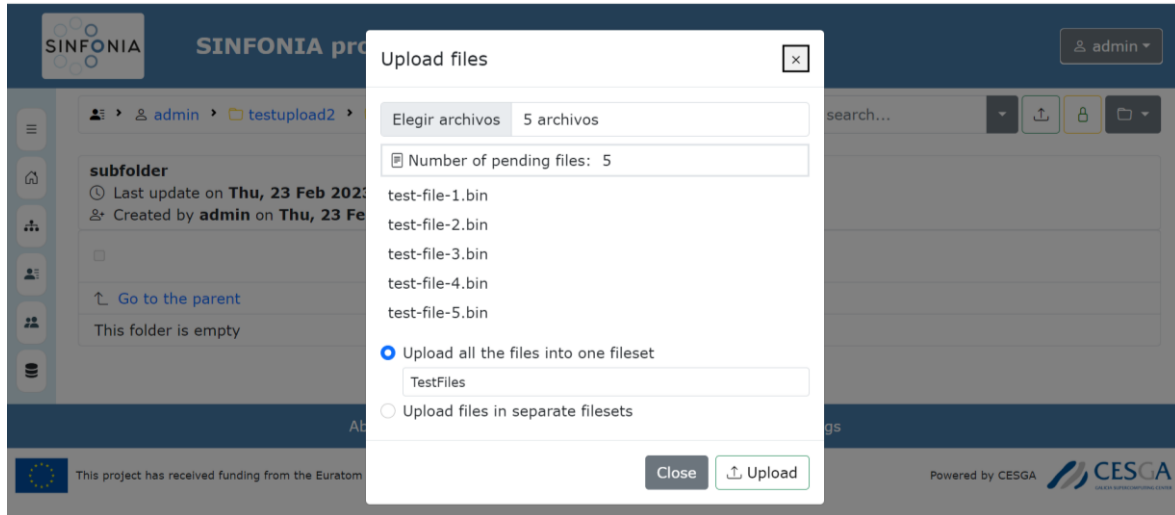 SINFONIA
SINFONIA pro
admin
Upload files
Elegir archivos 5 archivos
Number of pending files: 5
test-file-1.bin
test-file-2.bin
test-file-3.bin
test-file-4.bin
test-file-5.bin
Upload all the files into one fileset
TestFiles
Upload files in separate filesets
Close Upload
admin testupload2
search...
subfolder
Last update on Thu, 23 Feb 2023
Created by admin on Thu, 23 Fe
Go to the parent
This folder is empty
Ab
gs
This project has received funding from the Euratom
Powered by CESGA
CESGA